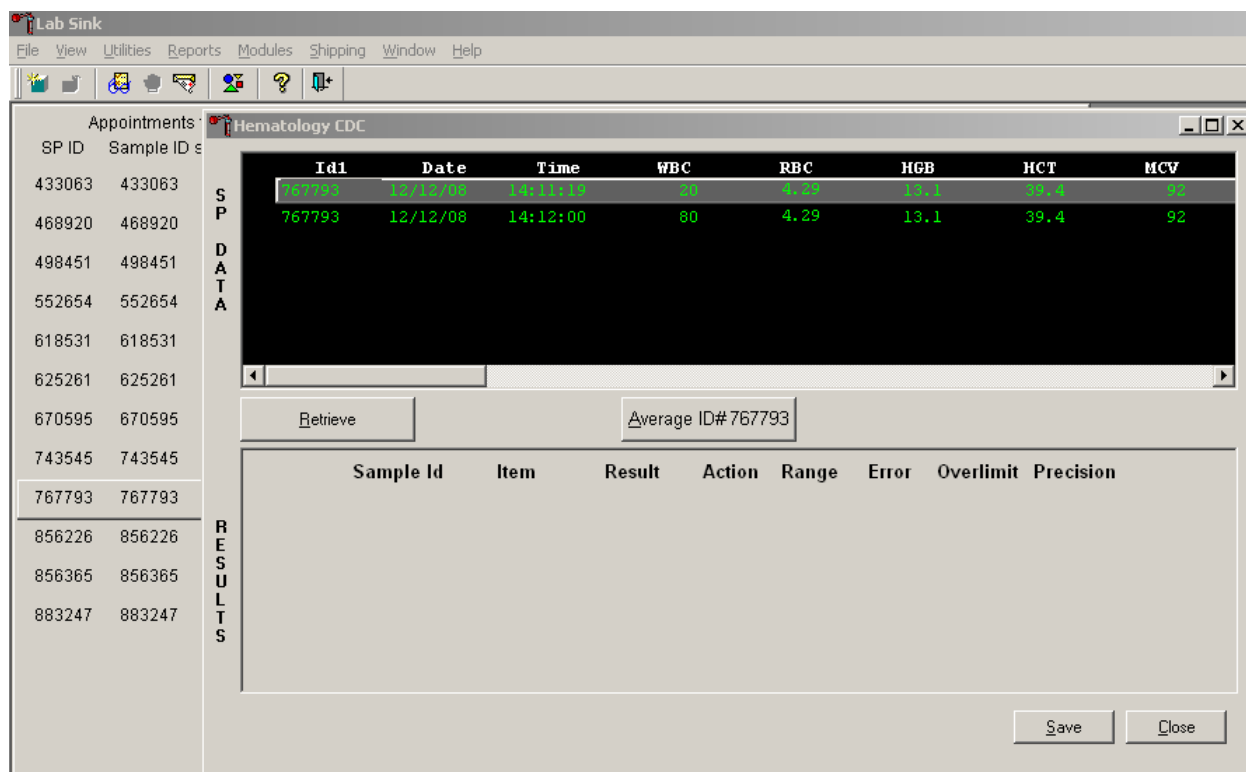 Lab Sink
File View Utilities Reports Modules Shipping Window Help
Appointments
SP ID Sample ID s
433063 433063
468920 468920
498451 498451
552654 552654
618531 618531
625261 625261
670595 670595
743545 743545
767793 767793
856226 856226
856365 856365
883247 883247
Hematology CDC
SP DATA
Id1 Date Time WBC RBC HGB HCT MCV
767793 12/12/08 14:11:19 20 4.29 13.1 39.4 92
767793 12/12/08 14:12:00 80 4.29 13.1 39.4 92
Retrieve Average ID# 767793
RESULTS
Sample Id Item Result Action Range Error Overlimit Precision
Save Close